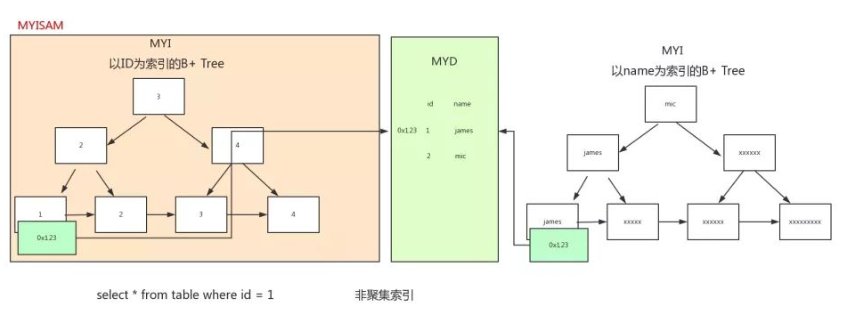 MYISAM
MYI
以ID为索引的B+ Tree
3
2
4
1
2
3
4
0x123
MYD
id name
0x123 1 james
2 mic
MYI
以name为索引的B+ Tree
mic
james
xxxxxx
james
xxxxx
xxxxxx
xxxxxxxxx
0x123
select * from table where id = 1
非聚集索引